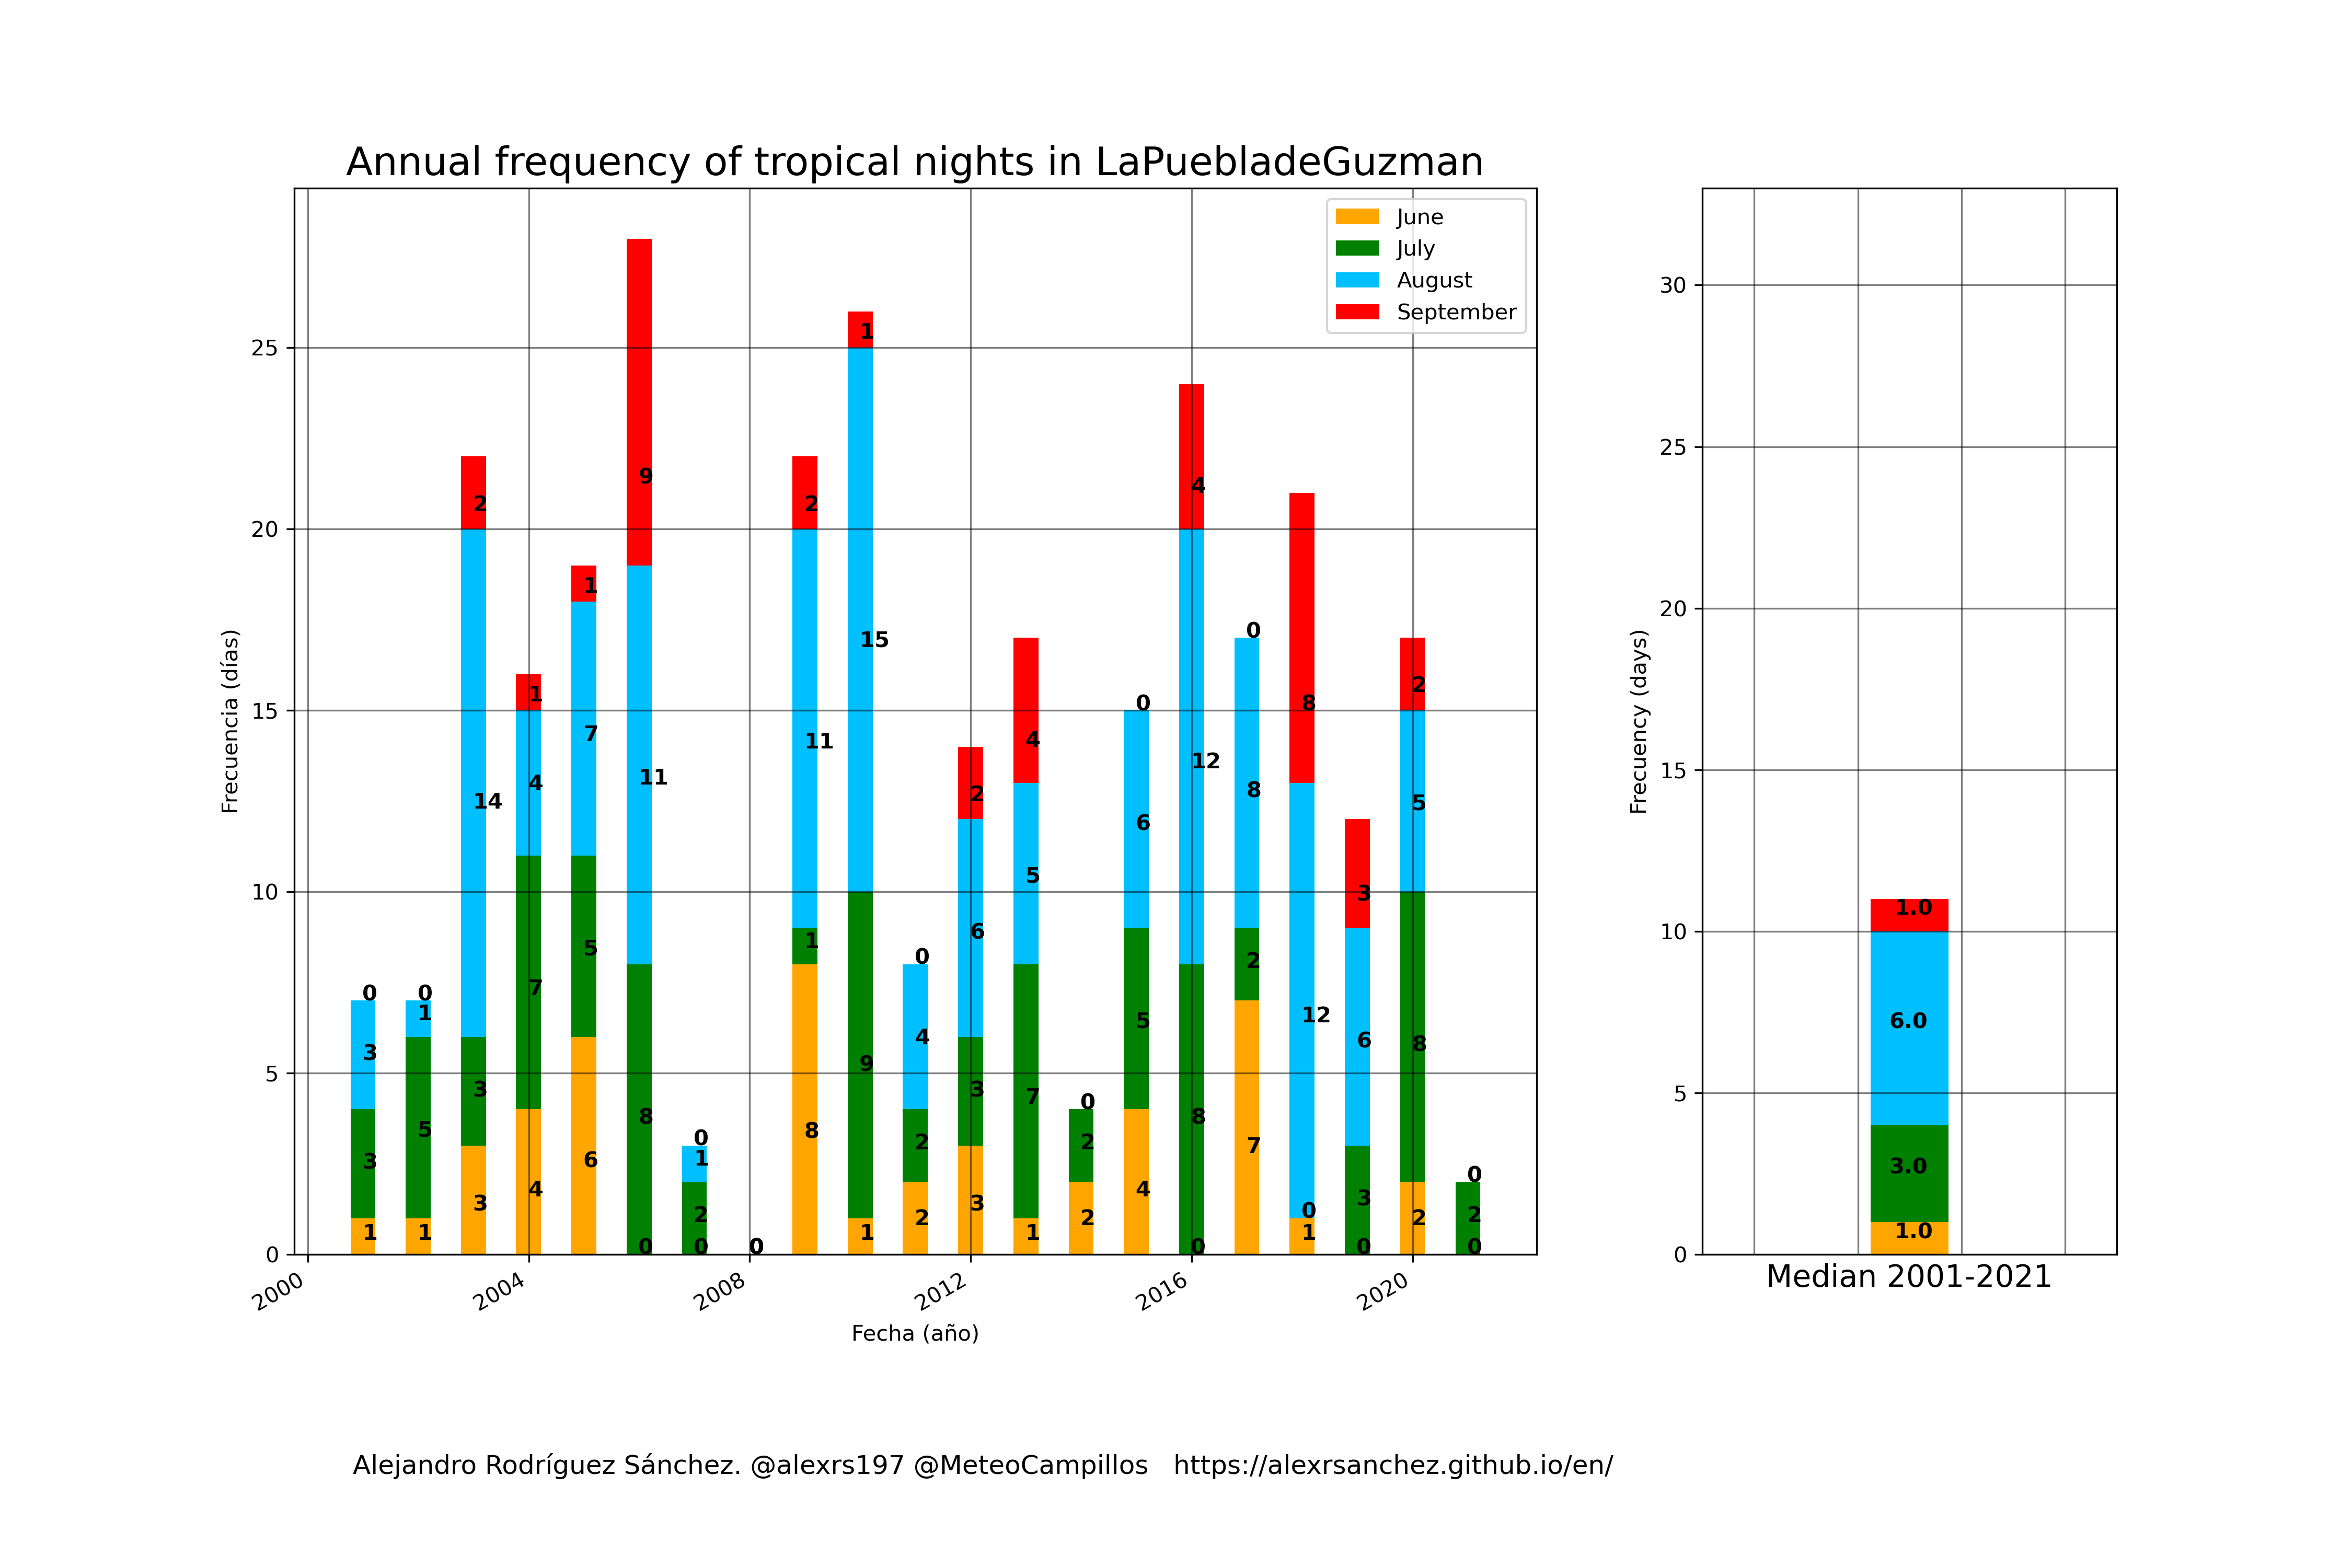 Annual frequency of tropical nights in LaPuebladeGuzman
June
July
August
September
Frecuencia (días)
25
20
15
10
5
0
1 3 3 0
1 5 1 0
3 3 14 2
4 7 4 1
6 5 7 1
0 8 11 9
0 2 1 0
0
8 1 11 2
1 9 15 1
2 2 4 0
3 3 6 2
1 7 5 4
2 2 0
4 5 6 0
0 8 12 4
7 2 8 0
1 0 12 8
0 3 6 3
2 8 5 2
0 2 0
2000 2004 2008 2012 2016 2020
Fecha (año)
Frecuency (days)
30
25
20
15
10
5
0
1.0
6.0
3.0
1.0
Median 2001-2021
Alejandro Rodríguez Sánchez. @alexrs197 @MeteoCampillos https://alexrsanchez.github.io/en/